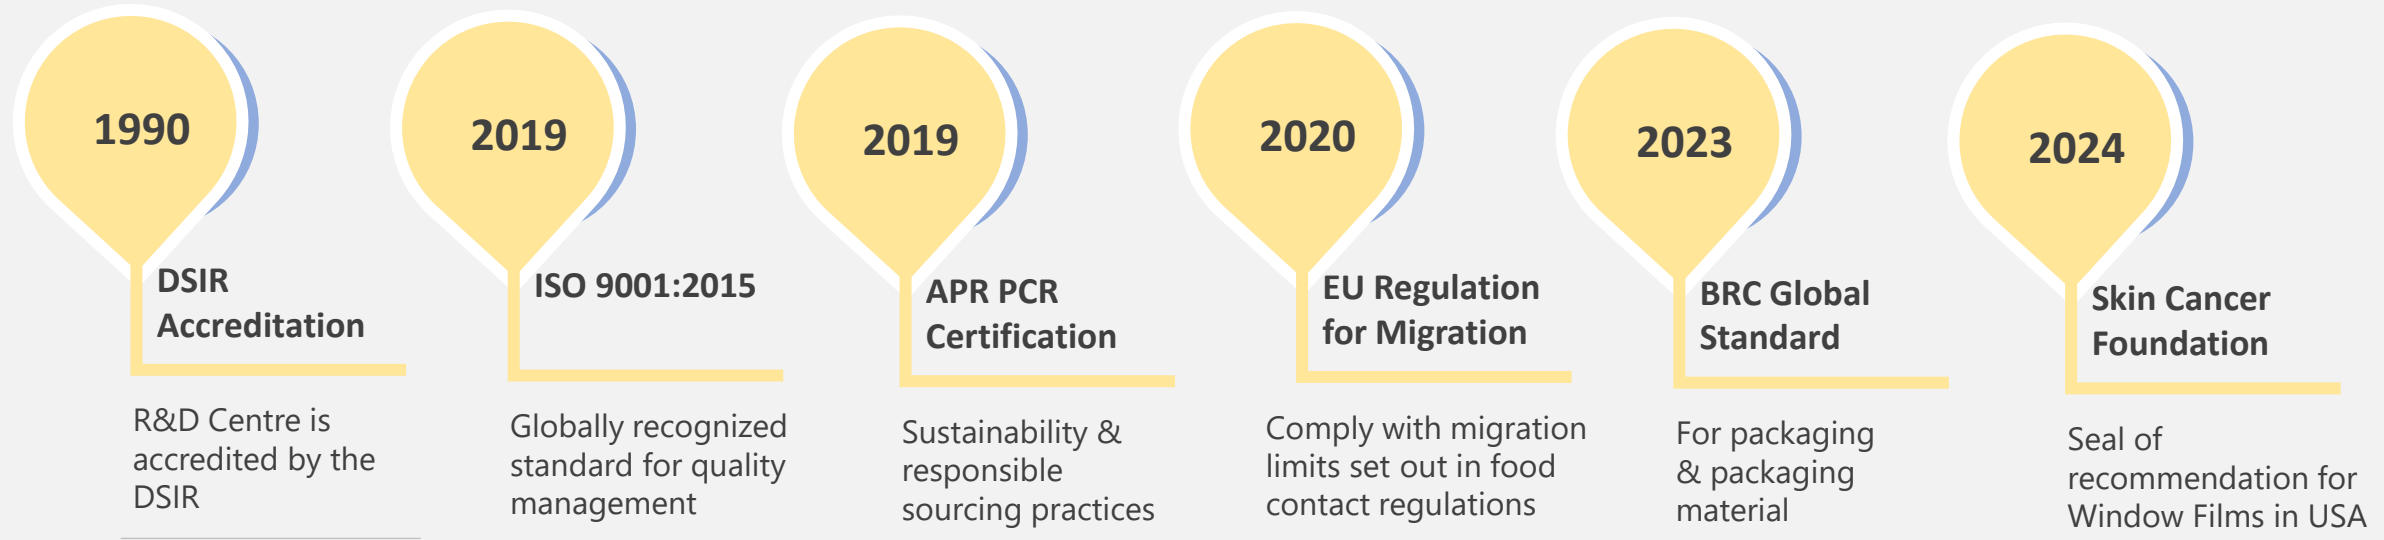 1990
DSIR
Accreditation
R&D Centre is
accredited by the
DSIR
2019
ISO 9001:2015
Globally recognized
standard for quality
management
2019
APR PCR
Certification
Sustainability &
responsible
sourcing practices
2020
EU Regulation
for Migration
Comply with migration
limits set out in food
contact regulations
2023
BRC Global
Standard
For packaging
& packaging
material
2024
Skin Cancer
Foundation
Seal of
recommendation for
Window Films in USA